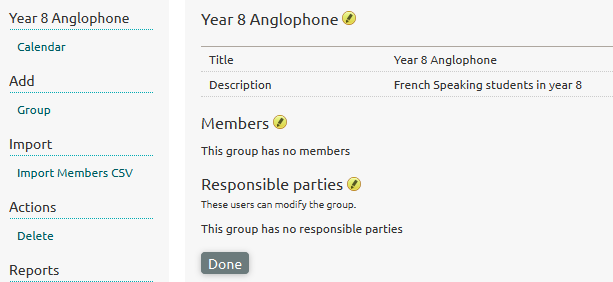 Year 8 Anglophone
Calendar
Add
Group
Import
Import Members CSV
Actions
Delete
Reports
Year 8 Anglophone
Title Year 8 Anglophone
Description French Speaking students in year 8
Members
This group has no members
Responsible parties
These users can modify the group.
This group has no responsible parties
Done